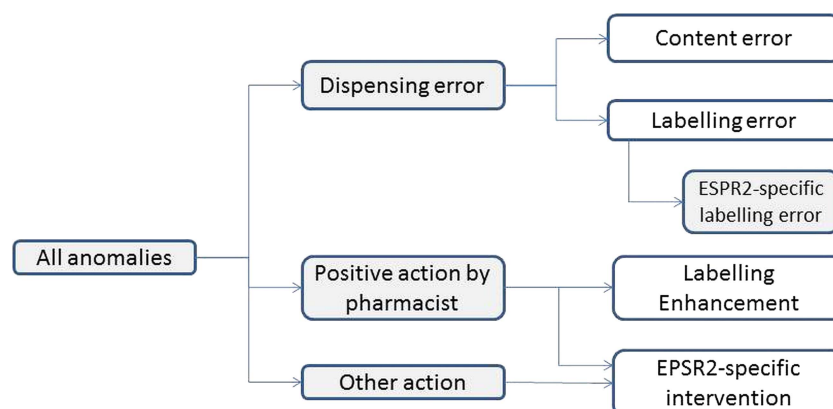 Content error
Dispensing error
Labelling error
ESPR2-specific
labelling error
All anomalies
Positive action by
pharmacist
Labelling
Enhancement
Other action
EPSR2-specific
intervention